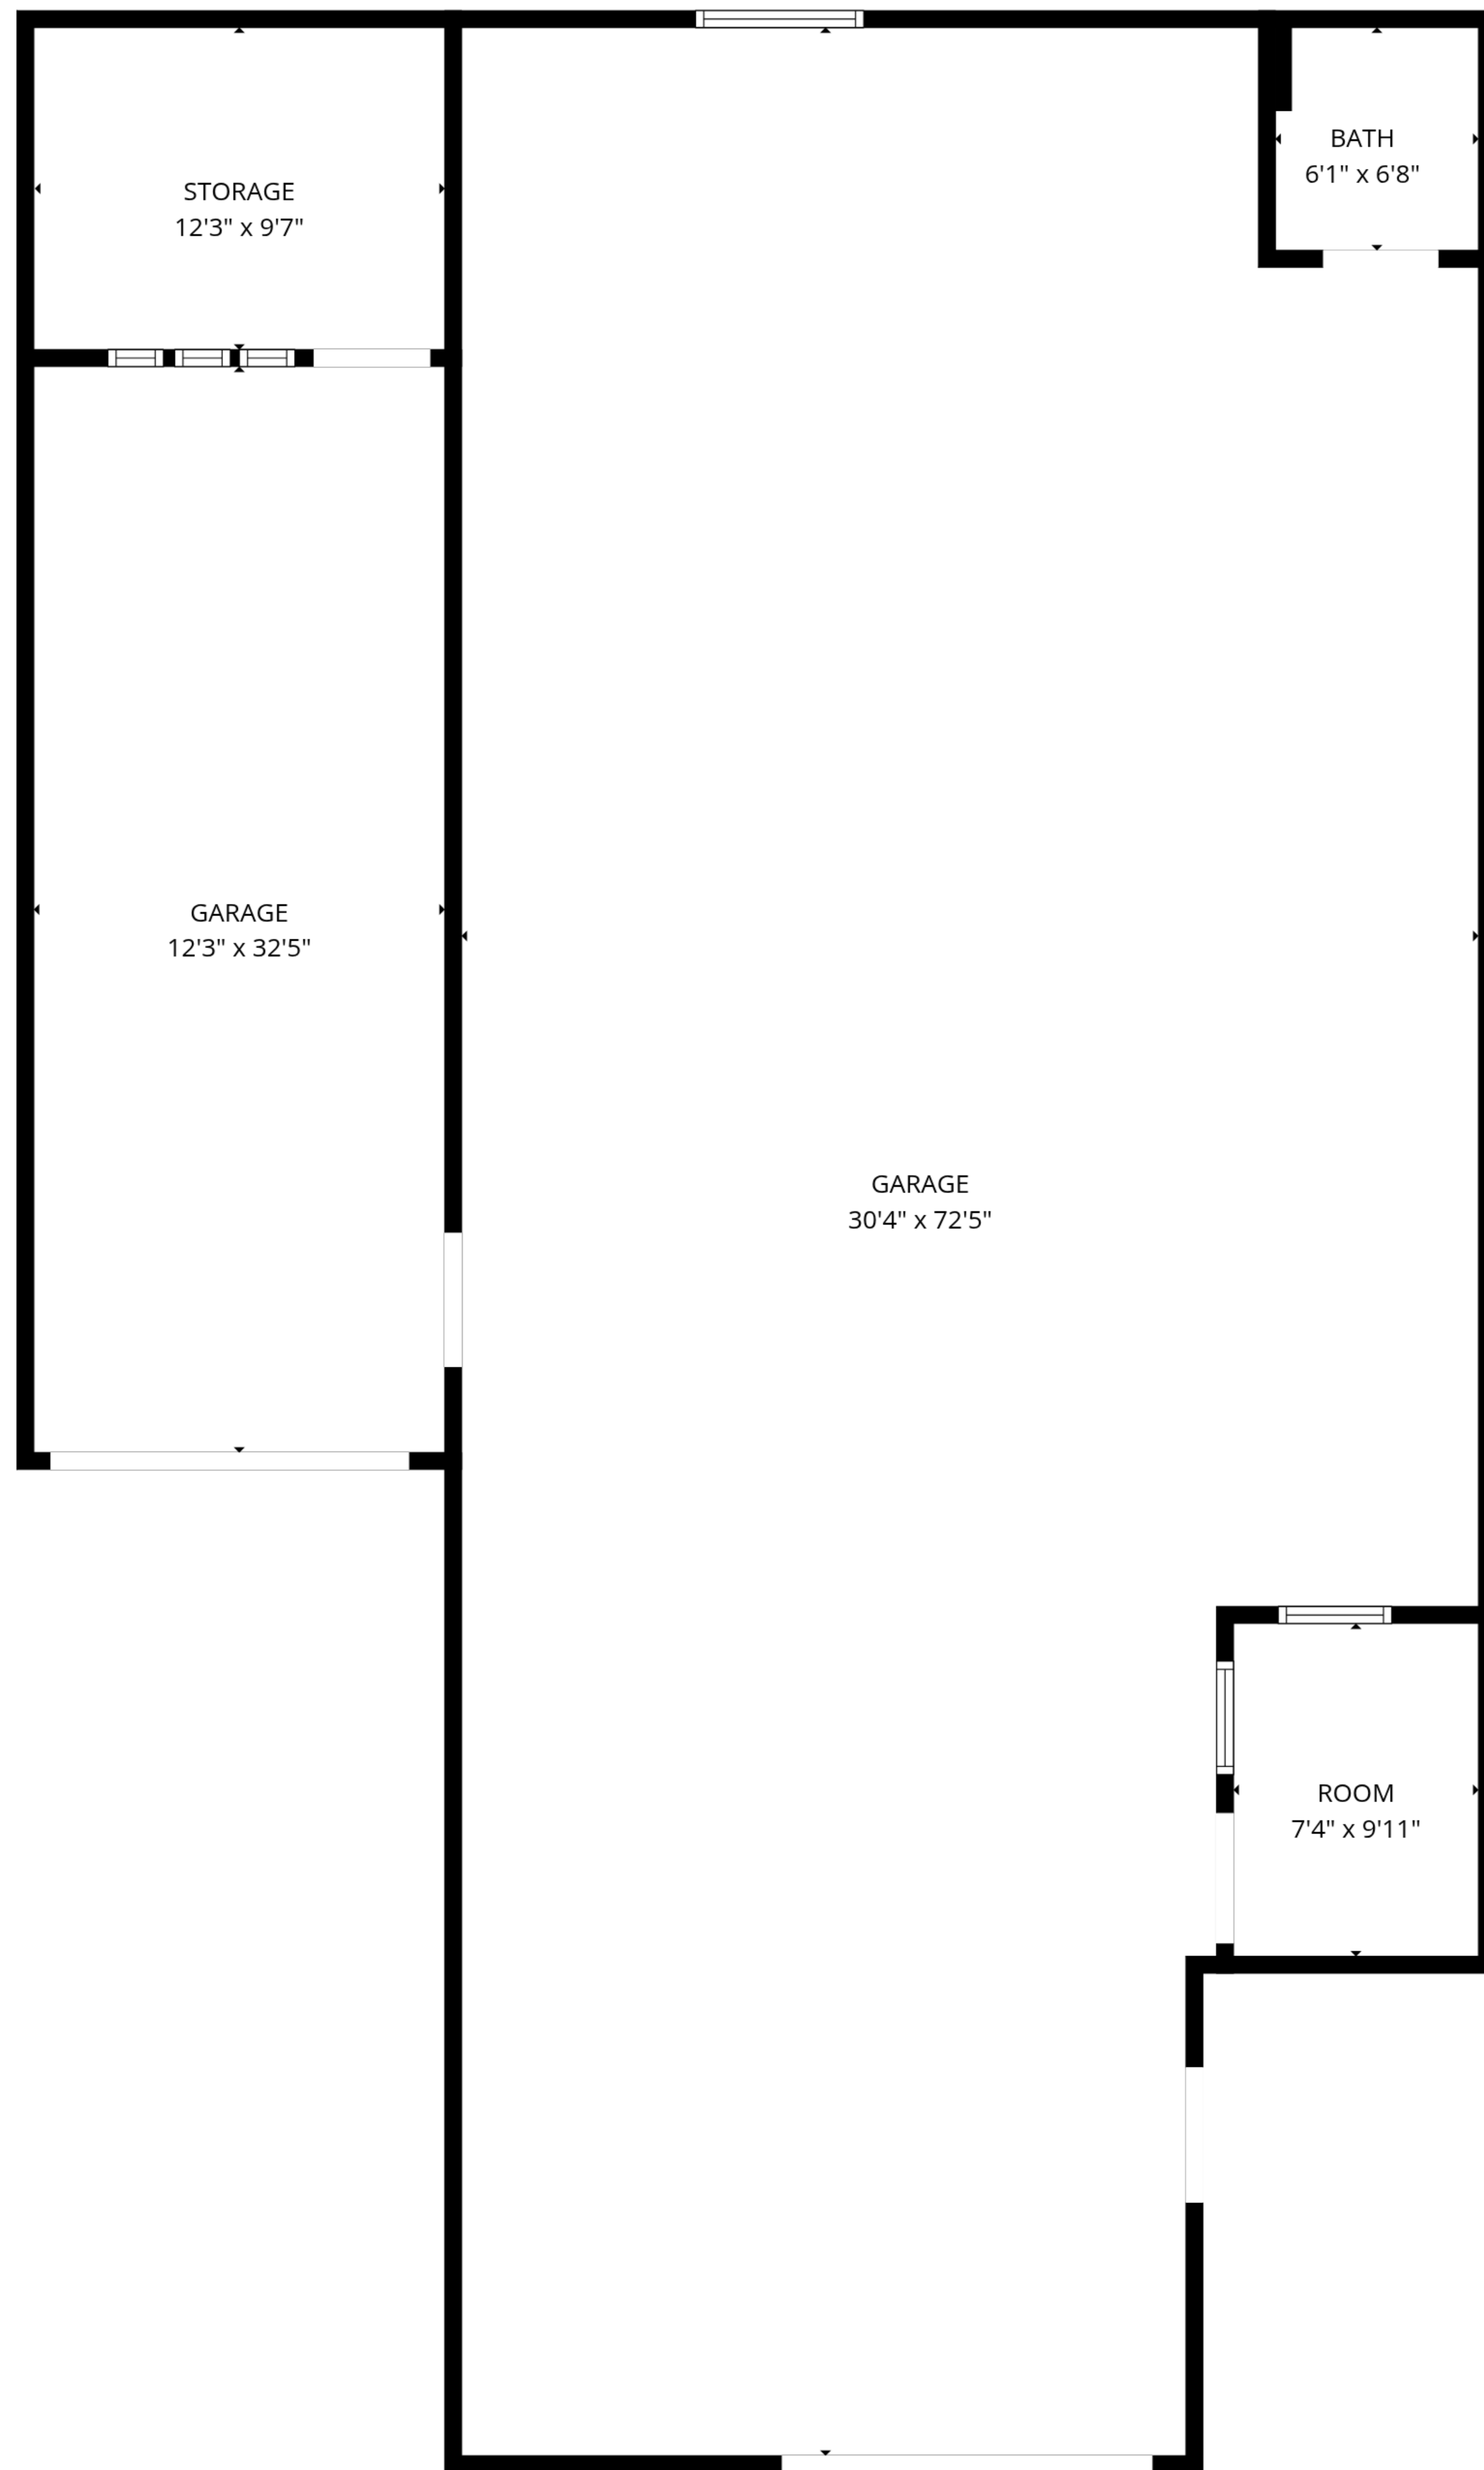 BATH
6'1" x 6'8"
STORAGE
12'3" x 9'7"
GARAGE
12'3" x 32'5"
GARAGE
30'4" x 72'5"
ROOM
7'4" x 9'11"